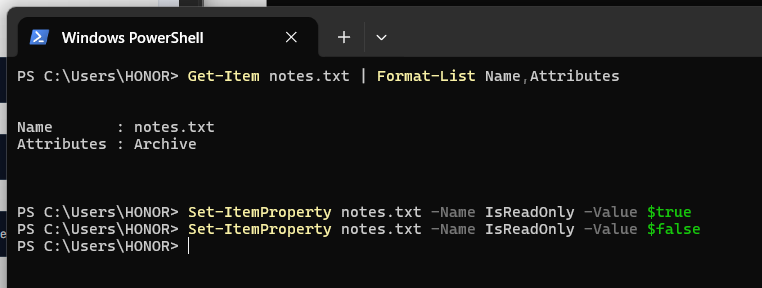 Windows PowerShell
PS C:\Users\HONOR> Get-Item notes.txt | Format-List Name,Attributes
Name       : notes.txt
Attributes : Archive
PS C:\Users\HONOR> Set-ItemProperty notes.txt -Name IsReadOnly -Value $true
PS C:\Users\HONOR> Set-ItemProperty notes.txt -Name IsReadOnly -Value $false
PS C:\Users\HONOR>